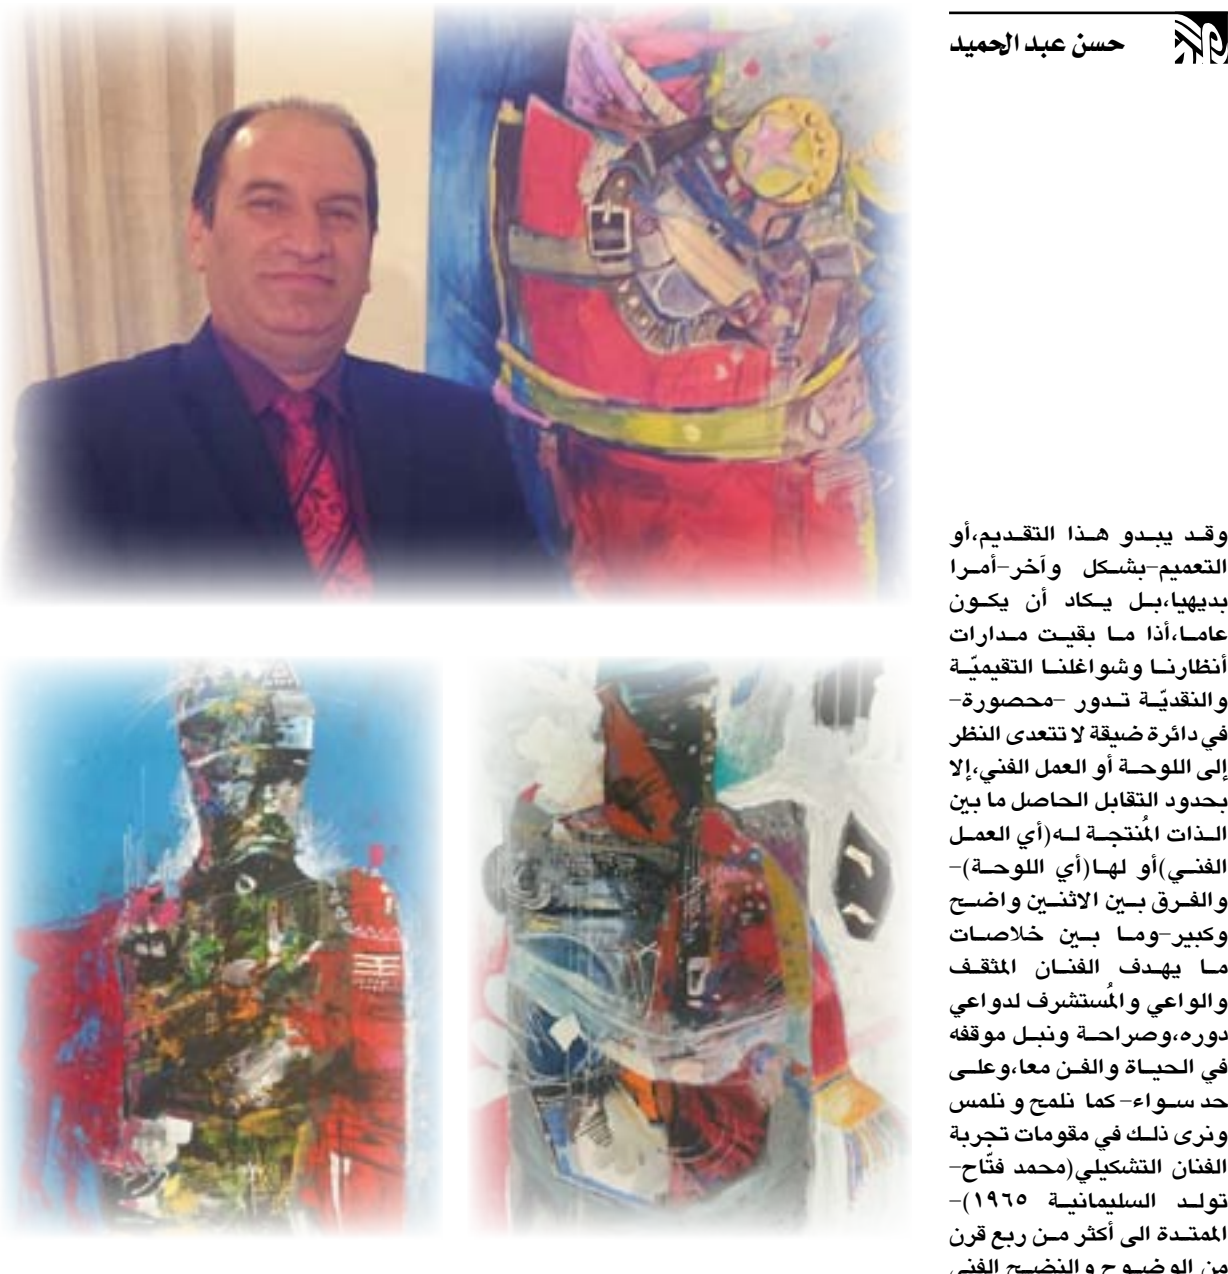 حسن عبد الحميد
وقد يبدو هذا التقديم،أو
التعميم-بشكل وآخر-أمرا
بديهيا،بل يكاد أن يكون
عاما،أذا ما بقيت مدارات
أنظارنا وشواغلنا التقيميّة
والنقديّة تدور -محصورة-
في دائرة ضيقة لا تتعدى النظر
إلى اللوحة أو العمل الفني،إلا
بحدود التقابل الحاصل ما بين
الذات المُنتجة له(أي العمل
الفني)أو لها(أي اللوحة)-
والفرق بين الاثنين واضح
وكبير-وما بين خلاصات
ما يهدف الفنان المثقف
والواعي والمُستشرف لدواعي
دوره،وصراحة ونبل موقفه
في الحياة والفن معا،وعلى
حد سواء-كما نلمح و نلمس
ونرى ذلك في مقومات تجربة
الفنان التشكيلي(محمد فتّاح-
تولد السليمانية ١٩٦٥)-
الممتدة الى أكثر من ربع قرن
من الوضوح والنضج الفني